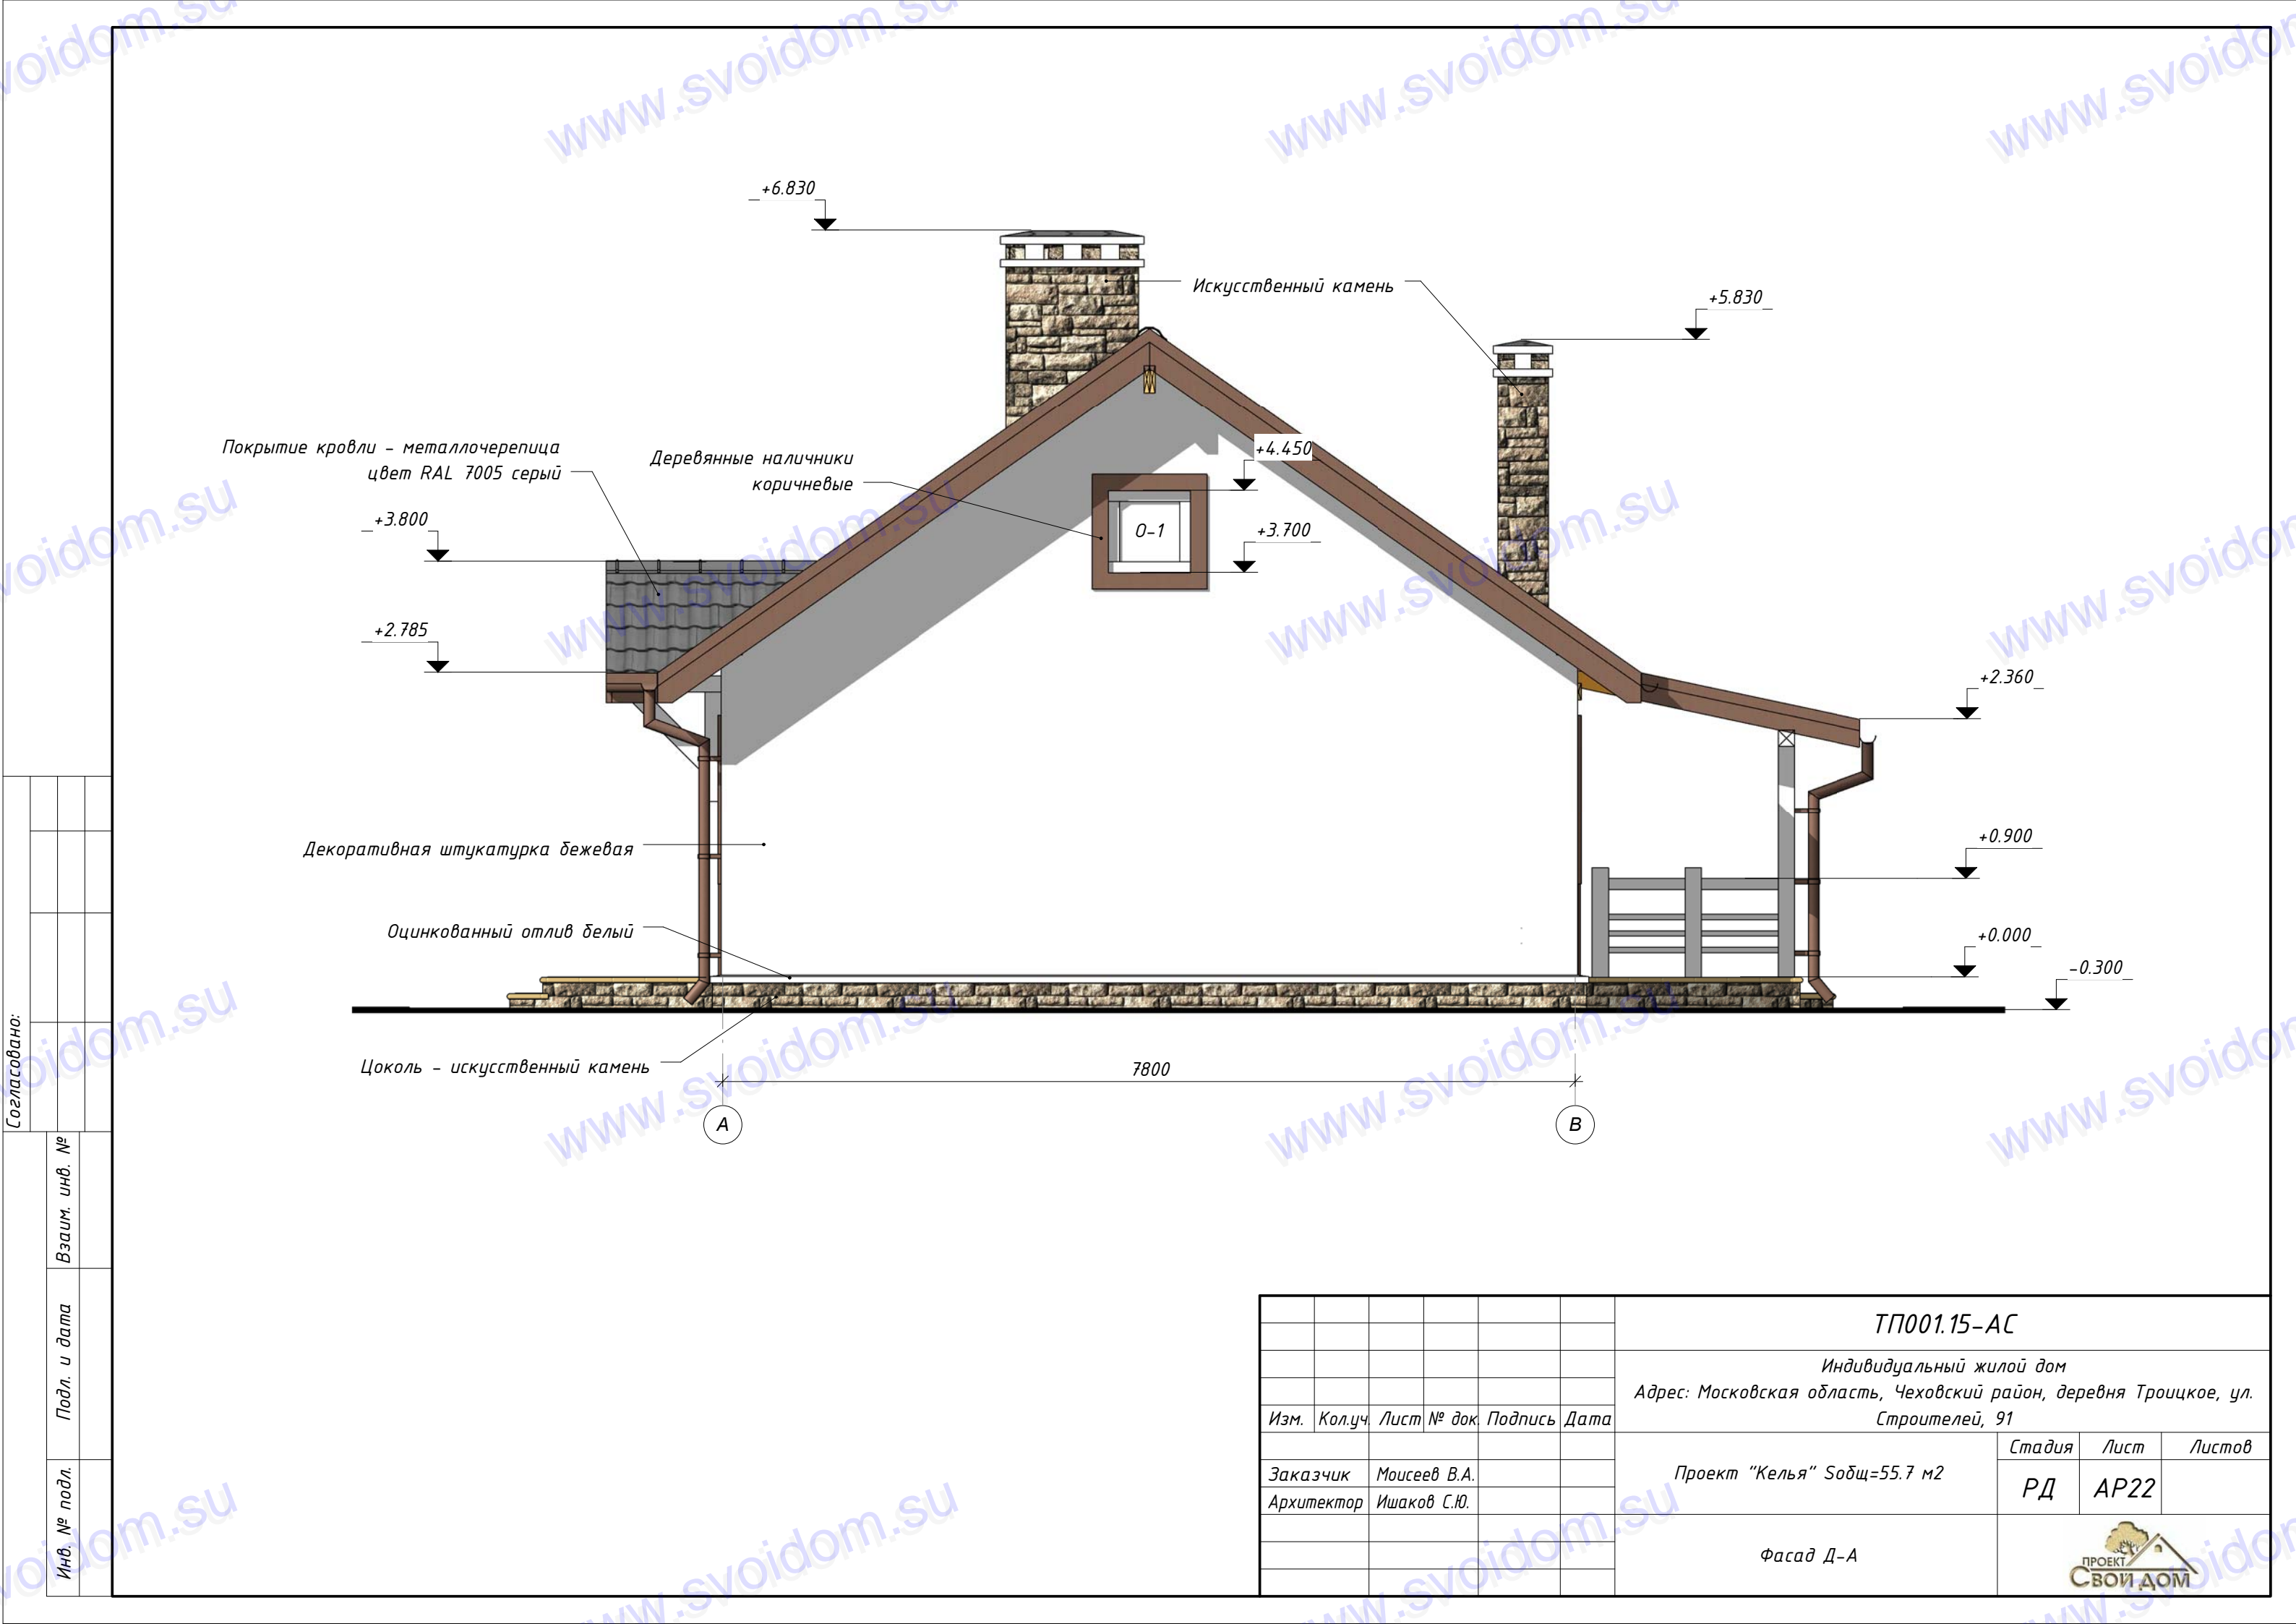 www.svoidom.su
+6.830
Искусственный камень
+5.830
Покрытие кровли - металлочерепица
цвет RAL 7005 серый
Деревянные наличники
коричневые
+4.450
+3.800
О-1
+3.700
+2.785
+2.360
Декоративная штукатурка бежевая
+0.900
Оцинкованный отлив белый
+0.000
-0.300
Цоколь - искусственный камень
7800
А
В
Согласовано:
Взаим. инв. №
Подл. и дата
Инв. № подл.
ТП001.15-АС
Индивидуальный жилой дом
Адрес: Московская область, Чеховский район, деревня Троицкое, ул.
Строителей, 91
Изм. Кол.уч. Лист № док. Подпись Дата
Проект "Келья" Sобщ=55.7 м2
Стадия Лист Листов
Заказчик Моисеев В.А.
РД АР22
Архитектор Ишаков С.Ю.
Фасад Д-А
ПРОЕКТ
СВОЙ ДОМ